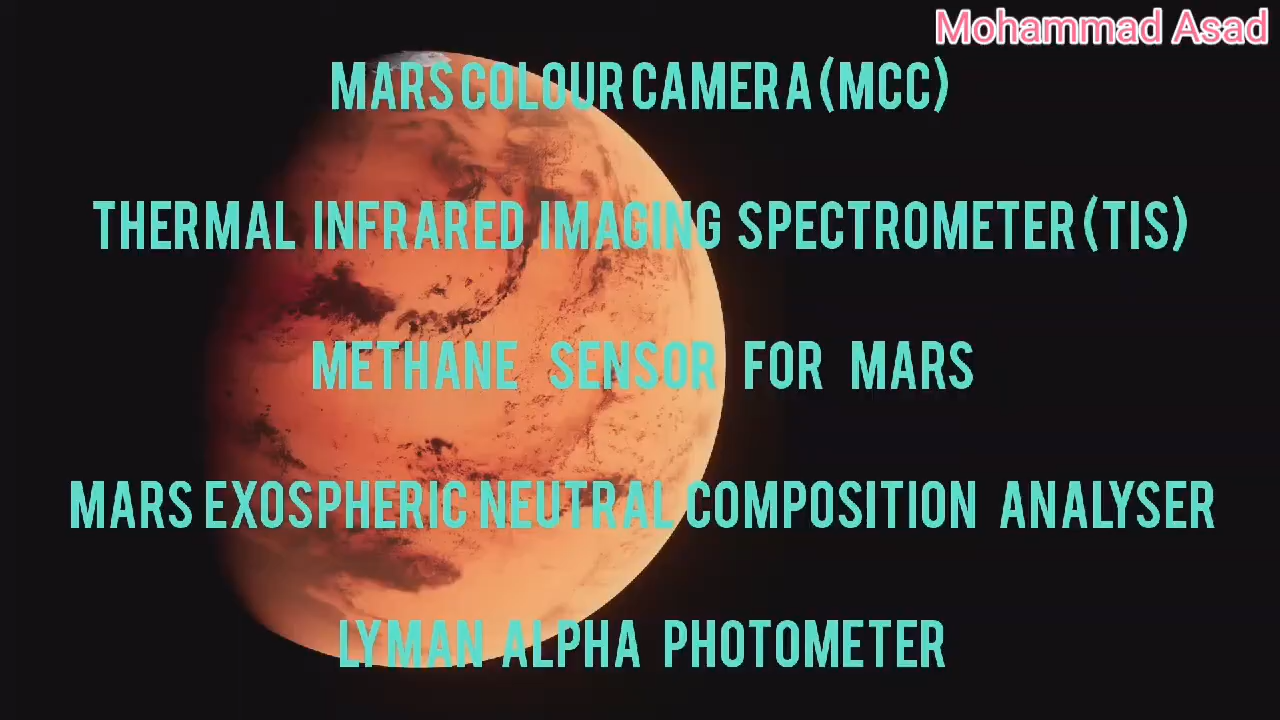 Mohammad Asad
MARS COLOUR CAMERA (MCC)
THERMAL INFRARED IMAGING SPECTROMETER (TIS)
METHANE SENSOR FOR MARS
MARS EXOSPHERIC NEUTRAL COMPOSITION ANALYSER
LYMAN ALPHA PHOTOMETER